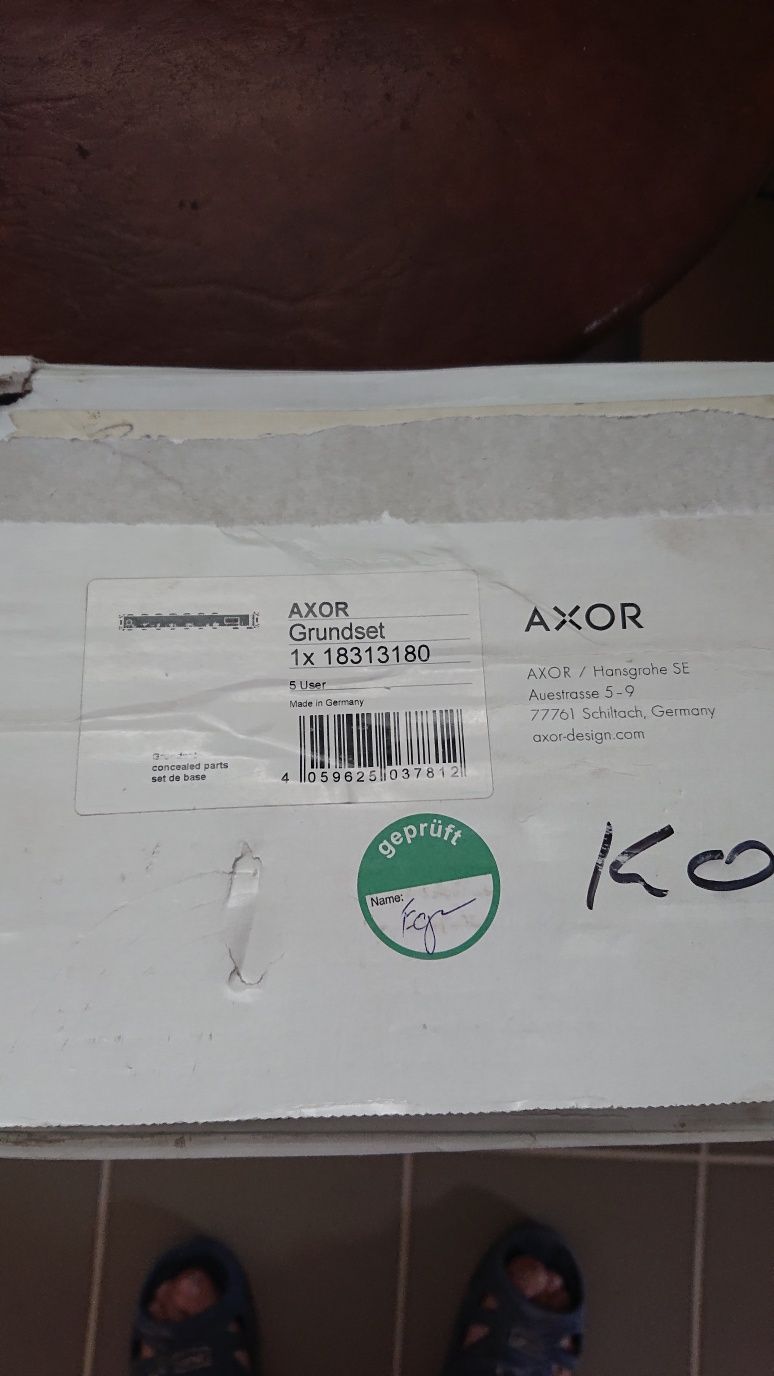 AXOR
Grundset
1x 18313180
5 User
Made in Germany
concealed parts
set de base
4 059625 037812
AXOR
AXOR / Hansgrohe SE
Auestrasse 5-9
77761 Schiltach, Germany
axor-design.com
geprüft
Name:
KO